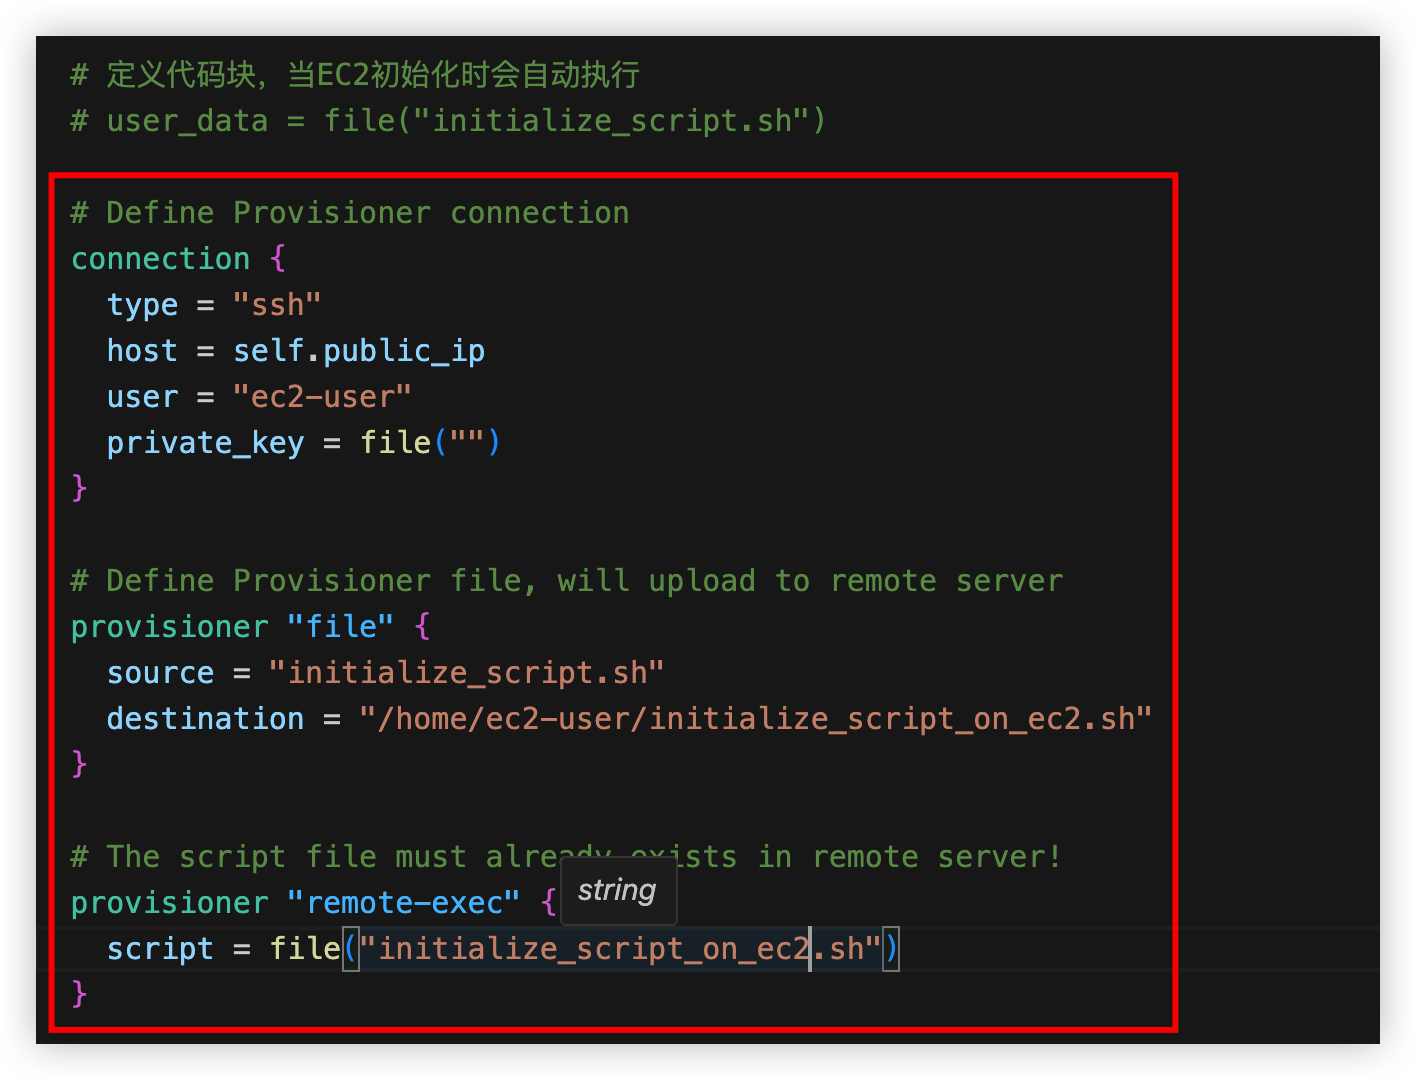 # 定义代码块，当EC2初始化时会自动执行
# user_data = file("initialize_script.sh")
# Define Provisioner connection
connection {
type = "ssh"
host = self.public_ip
user = "ec2-user"
private_key = file("")
}
# Define Provisioner file, will upload to remote server
provisioner "file" {
source = "initialize_script.sh"
destination = "/home/ec2-user/initialize_script_on_ec2.sh"
}
# The script file must already exists in remote server!
provisioner "remote-exec" {
string
script = file("initialize_script_on_ec2.sh")
}